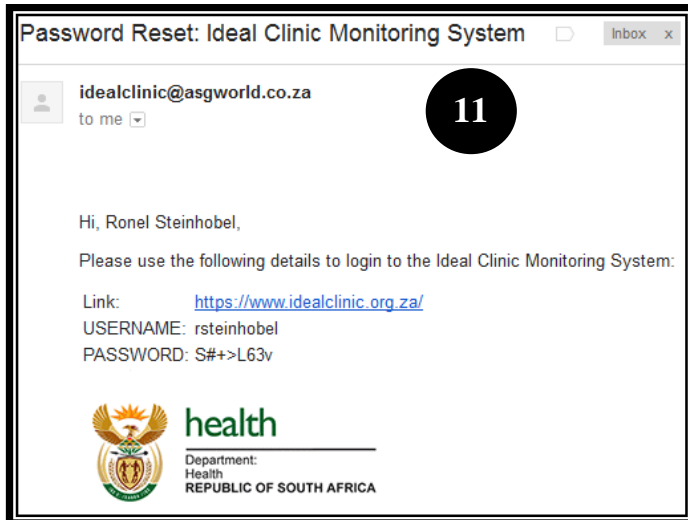 Password Reset: Ideal Clinic Monitoring System
Inbox x
idealclinic@asgworld.co.za
to me
11
Hi, Ronel Steinhobel,
Please use the following details to login to the Ideal Clinic Monitoring System:
Link: https://www.idealclinic.org.za/
USERNAME: rsteinhobel
PASSWORD: S#+>L63v
health
Department:
Health
REPUBLIC OF SOUTH AFRICA